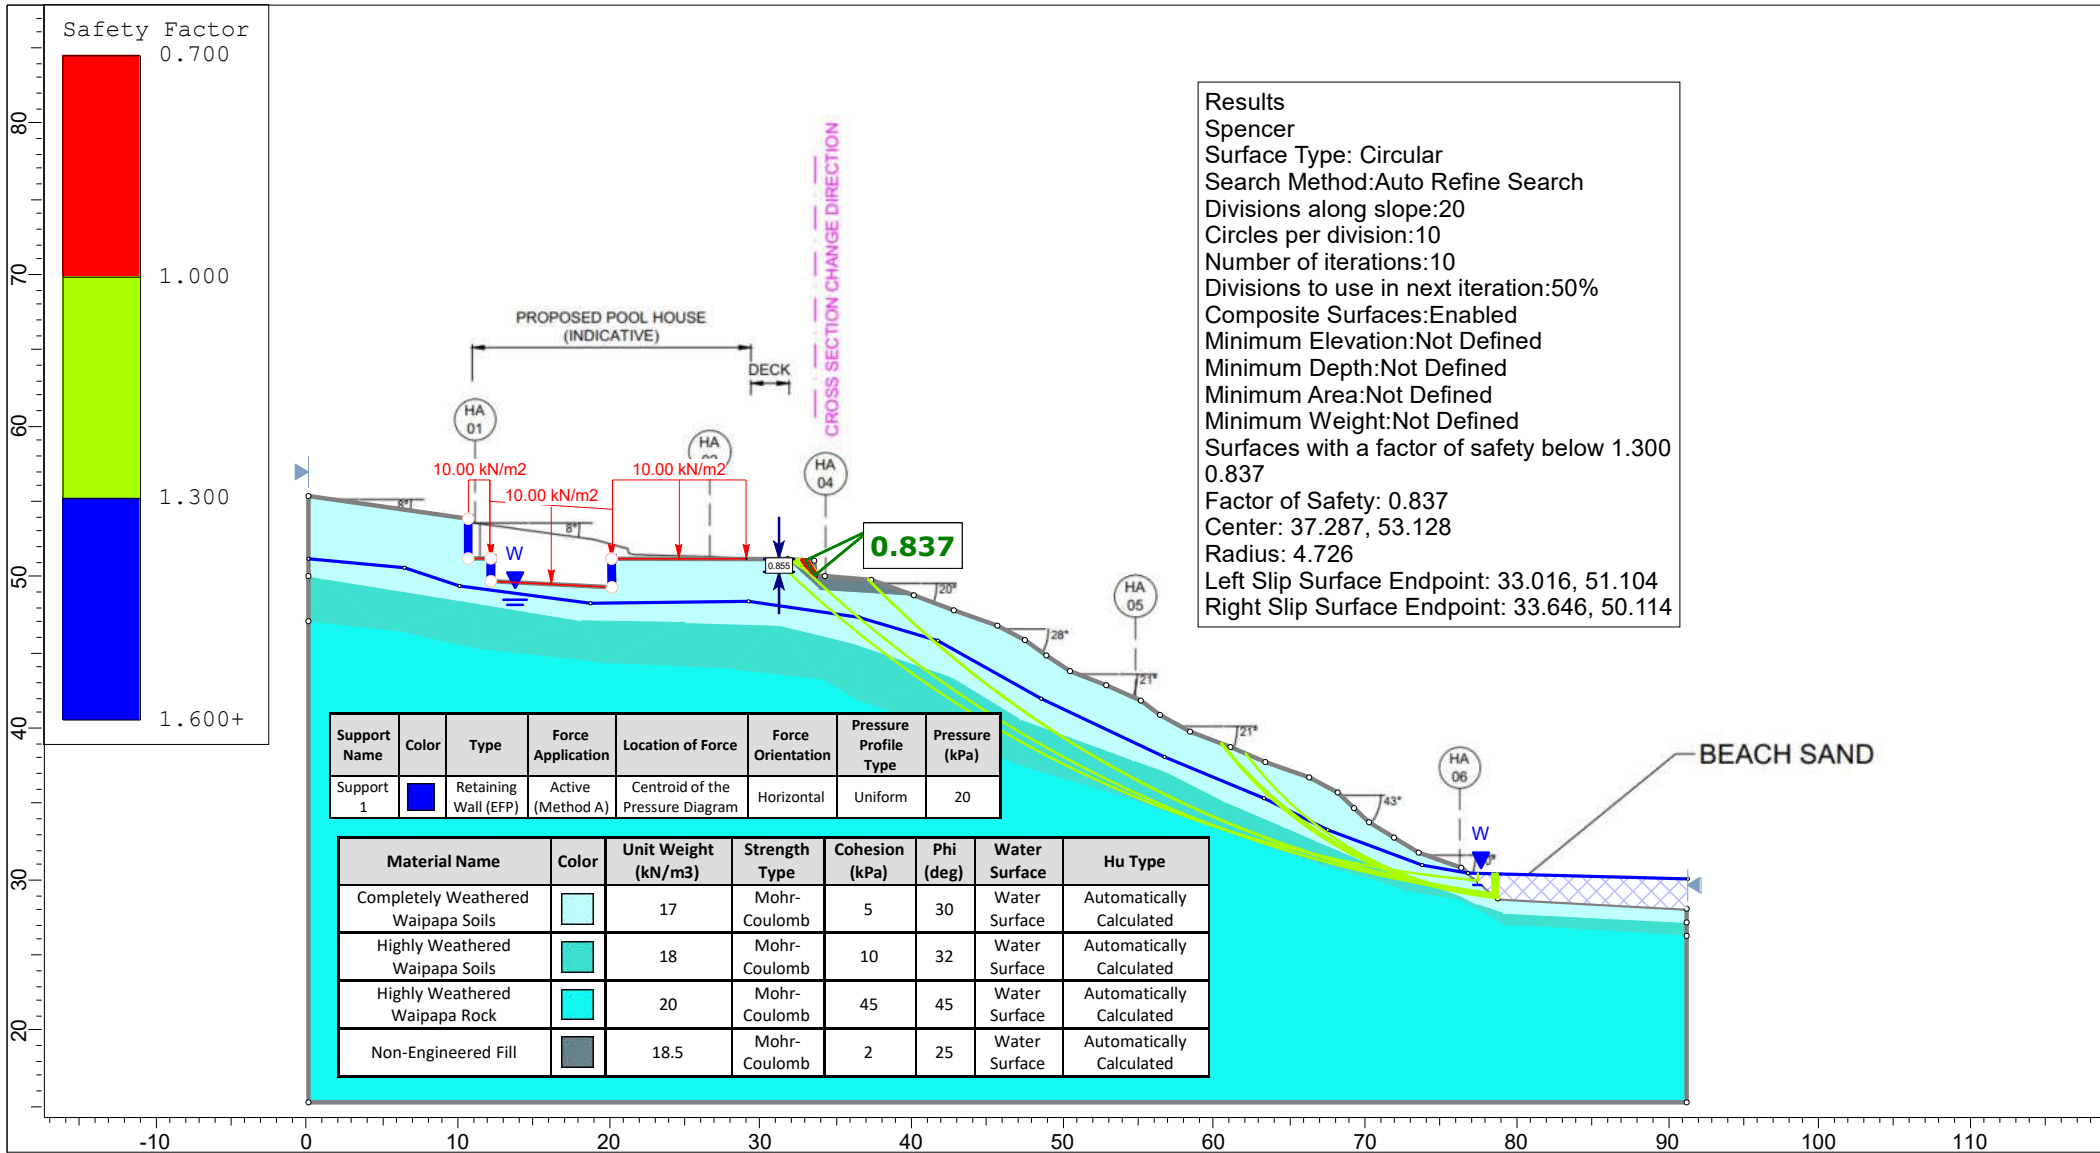 Safety Factor
0.700
1.000
1.300
1.600+
Results
Spencer
Surface Type: Circular
Search Method:Auto Refine Search
Divisions along slope:20
Circles per division:10
Number of iterations:10
Divisions to use in next iteration:50%
Composite Surfaces:Enabled
Minimum Elevation:Not Defined
Minimum Depth:Not Defined
Minimum Area:Not Defined
Minimum Weight:Not Defined
Surfaces with a factor of safety below 1.300
0.837
Factor of Safety: 0.837
Center: 37.287, 53.128
Radius: 4.726
Left Slip Surface Endpoint: 33.016, 51.104
Right Slip Surface Endpoint: 33.646, 50.114
CROSS SECTION CHANGE DIRECTION
PROPOSED POOL HOUSE
(INDICATIVE)
DECK
HA
01
HA
HA
04
HA
05
HA
06
10.00 kN/m2
10.00 kN/m2
10.00 kN/m2
8°
8°
W
0.855
0.837
20°
28°
21°
21°
43°
W
BEACH SAND
Support Name Color Type Force Application Location of Force Force Orientation Pressure Profile Type Pressure (kPa)
Support 1 Retaining Wall (EFP) Active (Method A) Centroid of the Pressure Diagram Horizontal Uniform 20
Material Name Color Unit Weight (kN/m3) Strength Type Cohesion (kPa) Phi (deg) Water Surface Hu Type
Completely Weathered Waipapa Soils 17 Mohr-Coulomb 5 30 Water Surface Automatically Calculated
Highly Weathered Waipapa Soils 18 Mohr-Coulomb 10 32 Water Surface Automatically Calculated
Highly Weathered Waipapa Rock 20 Mohr-Coulomb 45 45 Water Surface Automatically Calculated
Non-Engineered Fill 18.5 Mohr-Coulomb 2 25 Water Surface Automatically Calculated
80
70
60
50
40
30
20
-10 0 10 20 30 40 50 60 70 80 90 100 110